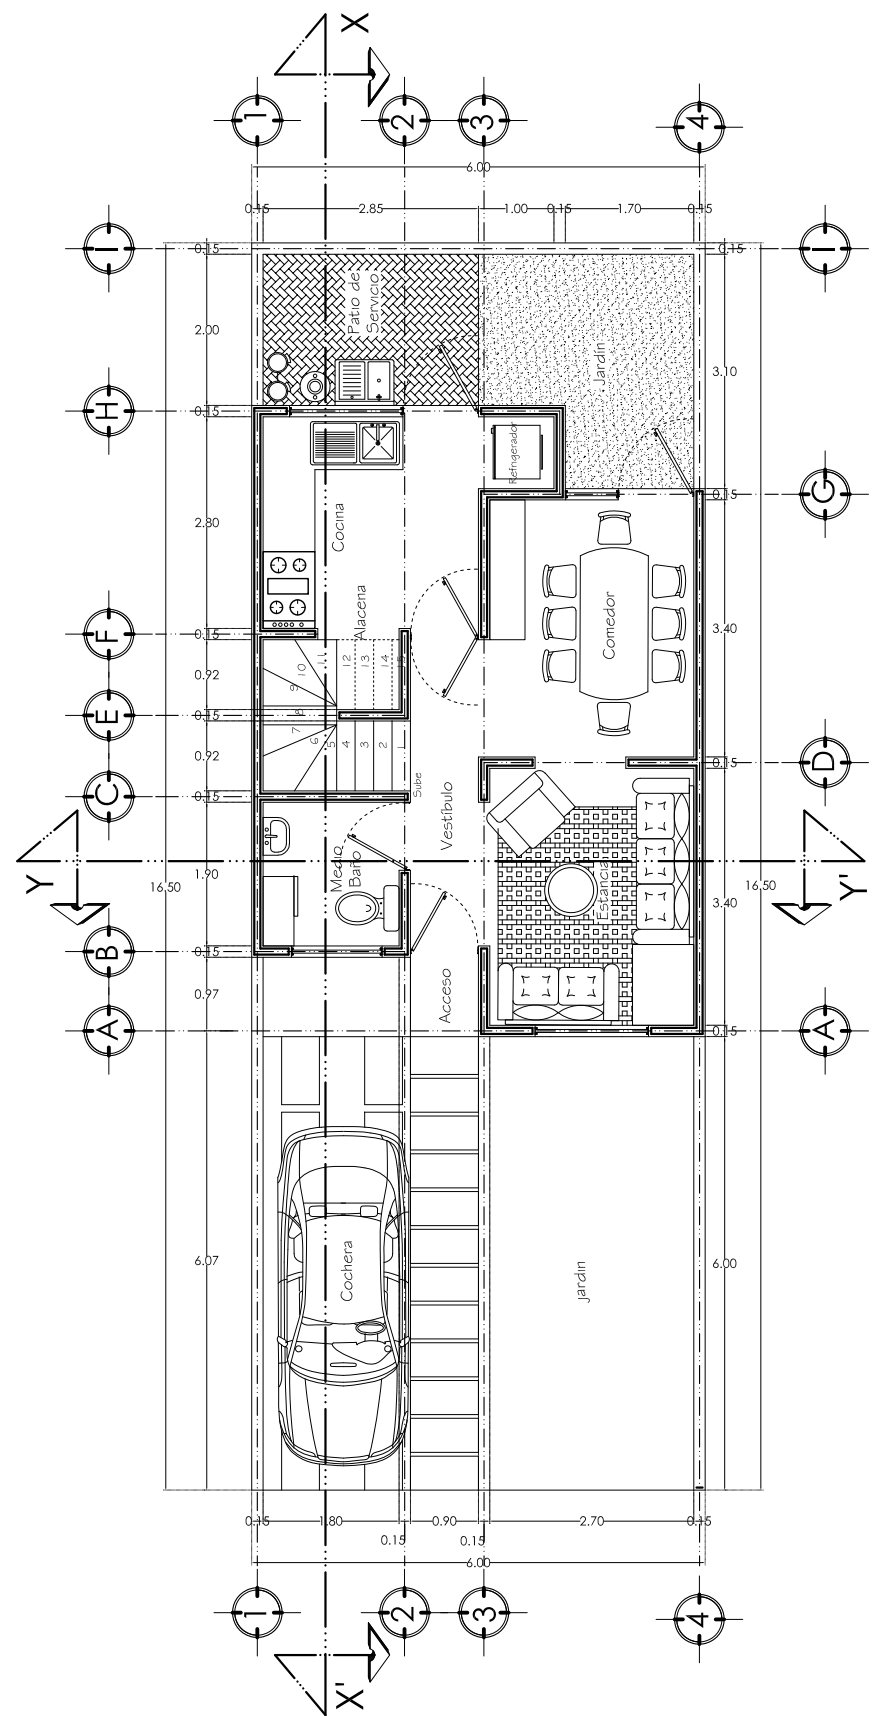 X
1
2
3
4
6.00
0.15
2.85
1.00
0.15
1.70
0.15
I
0.15
0.15
I
2.00
Patio de
Servicio
Jardín
3.10
H
0.15
Refrigerador
G
0.15
2.80
Cocina
Alacena
Comedor
3.40
F
0.15
0.92
E
0.15
0.92
C
0.15
1
2
3
4
5
6
7
8
9
10
11
12
13
14
15
Sube
D
0.15
Vestíbulo
Y
Y'
16.50
16.50
1.90
Medio
Baño
Estancia
3.40
B
0.15
0.97
Acceso
A
0.15
A
6.07
Cochera
jardin
6.00
0.15
1.80
0.15
0.90
0.15
2.70
0.15
6.00
1
2
3
4
X'